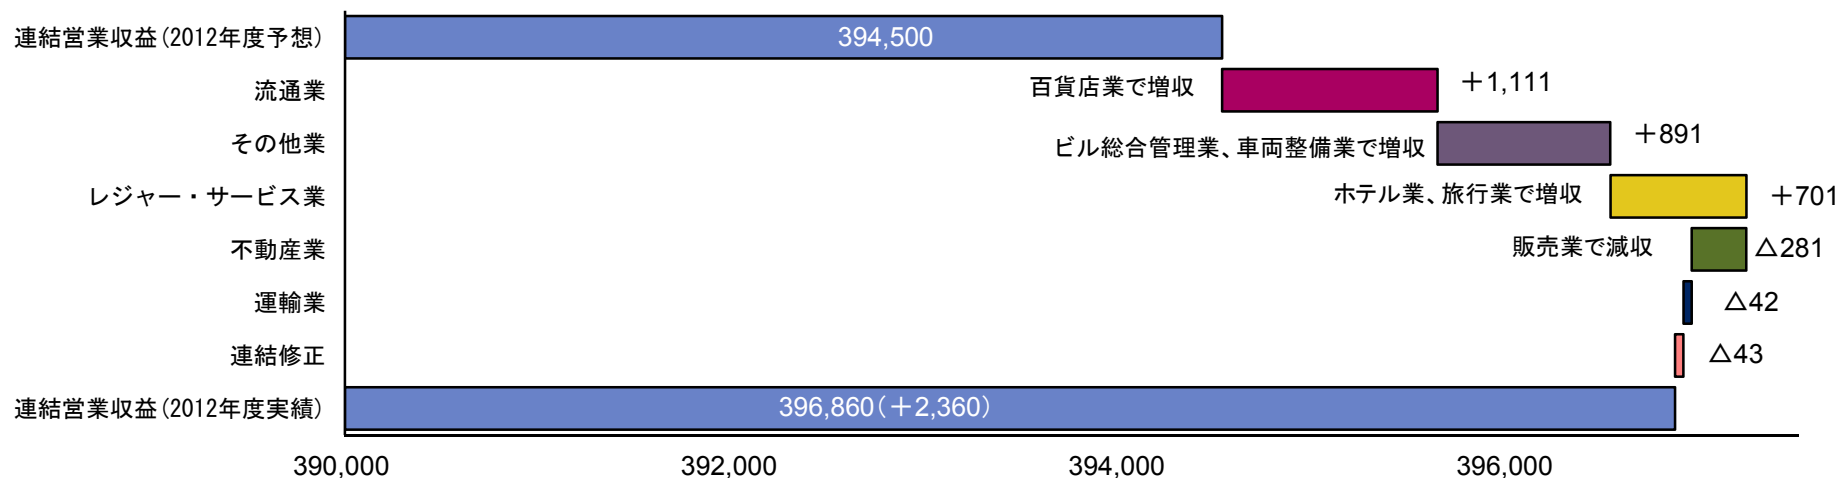 連結営業収益(2012年度予想) 394,500
流通業 百貨店業で増収 +1,111
その他業 ビル総合管理業、車両整備業で増収 +891
レジャー・サービス業 ホテル業、旅行業で増収 +701
不動産業 販売業で減収 △281
運輸業 △42
連結修正 △43
連結営業収益(2012年度実績) 396,860(+2,360)
390,000 392,000 394,000 396,000